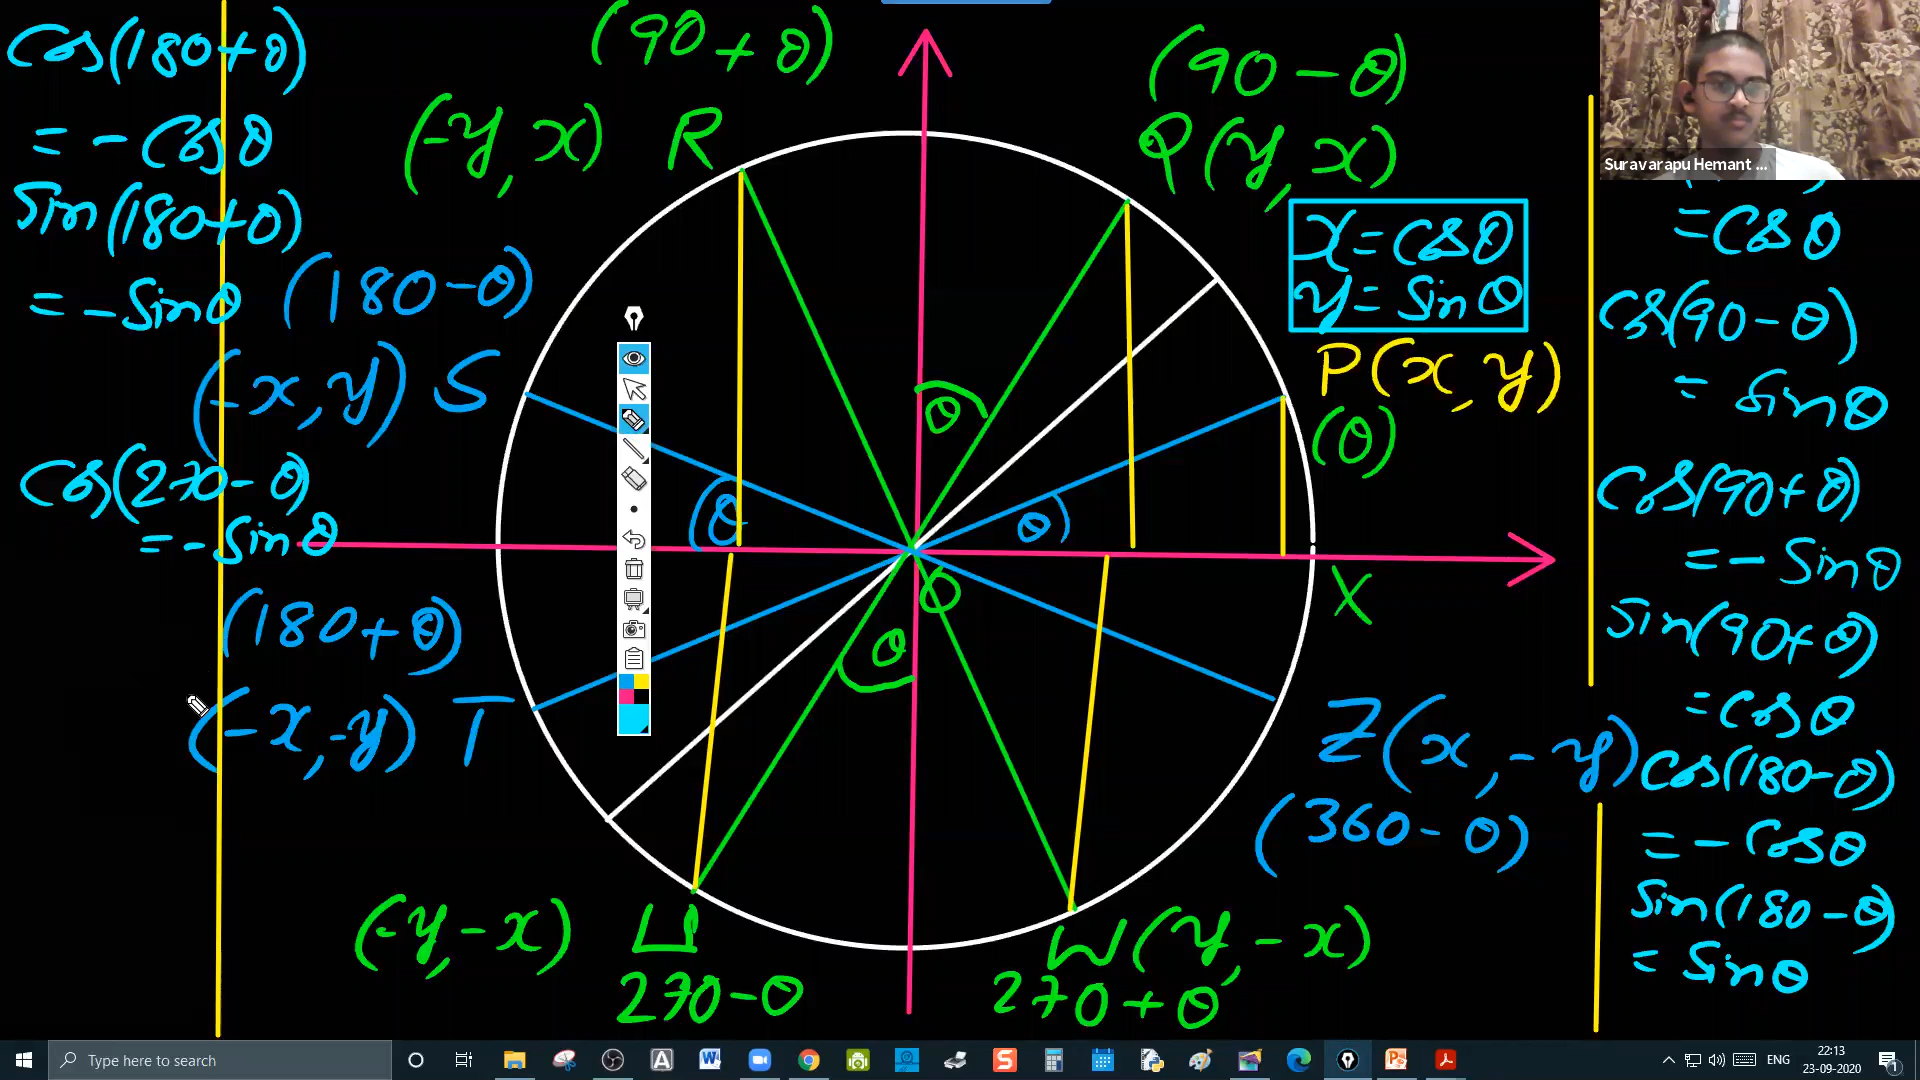 Cos(180+θ)
= - Cosθ
Sin(180+θ)
= - Sinθ
(180-θ)
(-x, y) S
Cos(270-θ)
= - Sinθ
(180+θ)
(-x, -y) T
(90+θ)
(-y, x) R
(90-θ)
Q(y, x)
x = Cosθ
y = Sinθ
P(x, y)
(θ)
θ
θ
θ
θ
O
X
Z(x, -y)
(360-θ)
(-y, -x) U
270-θ
W(y, -x)
270+θ
Suravarapu Hemant ...
= Cosθ
Cos(90-θ)
= Sinθ
Cos(90+θ)
= - Sinθ
Sin(90+θ)
= Cosθ
Cos(180-θ)
= - Cosθ
Sin(180-θ)
= Sinθ
Type here to search
ENG
22:13
23-09-2020